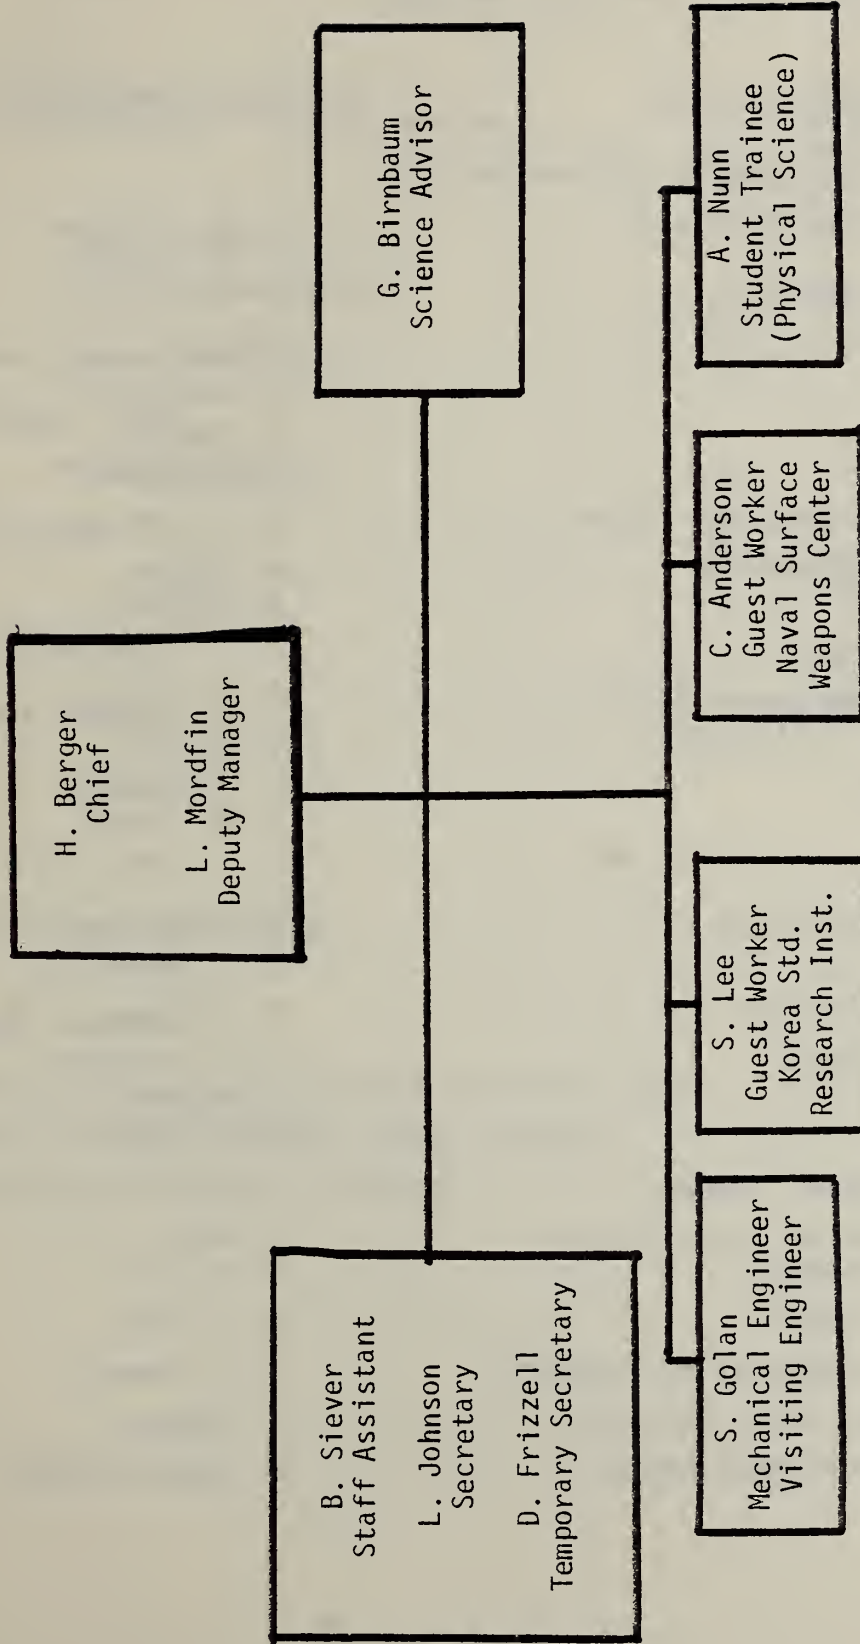 H. Berger
Chief
L. Mordfin
Deputy Manager
B. Siever
Staff Assistant
L. Johnson
Secretary
D. Frizzell
Temporary Secretary
G. Birnbaum
Science Advisor
S. Golan
Mechanical Engineer
Visiting Engineer
S. Lee
Guest Worker
Korea Std.
Research Inst.
C. Anderson
Guest Worker
Naval Surface
Weapons Center
A. Nunn
Student Trainee
(Physical Science)